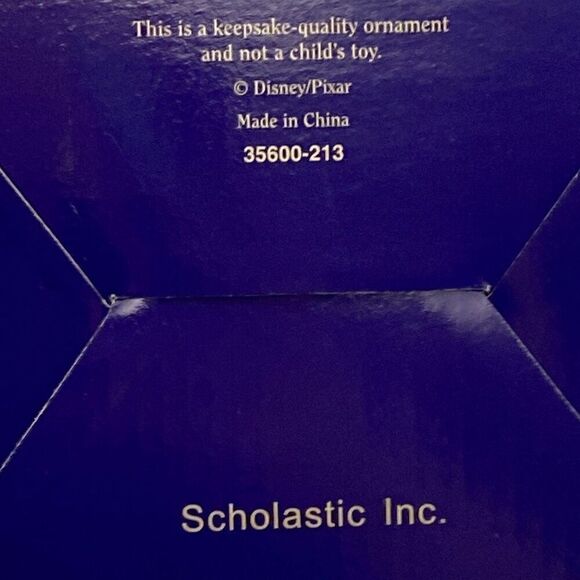 This is a keepsake-quality ornament
and not a child's toy.
© Disney/Pixar
Made in China
35600-213
Scholastic Inc.